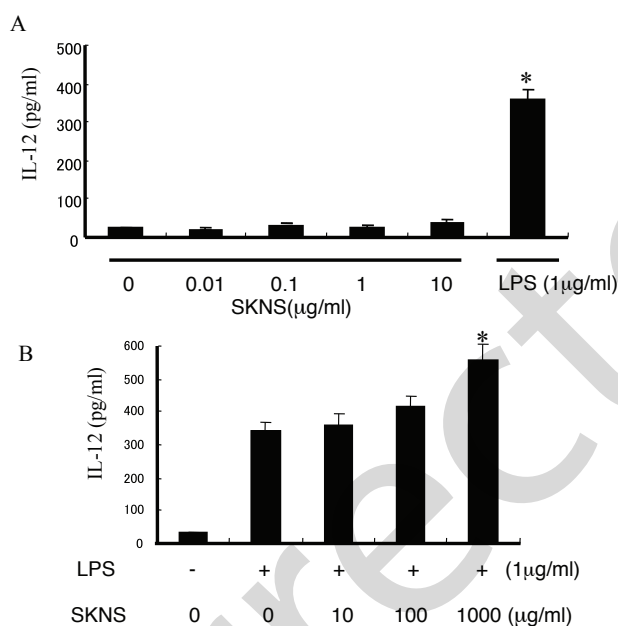 A
500
400
300
200
100
0
IL-12 (pg/ml)
*
0 0.01 0.1 1 10 LPS (1μg/ml)
SKNS(μg/ml)
B
600
500
400
300
200
100
0
IL-12 (pg/ml)
*
LPS - + + + + (1μg/ml)
SKNS 0 0 10 100 1000 (μg/ml)
rect